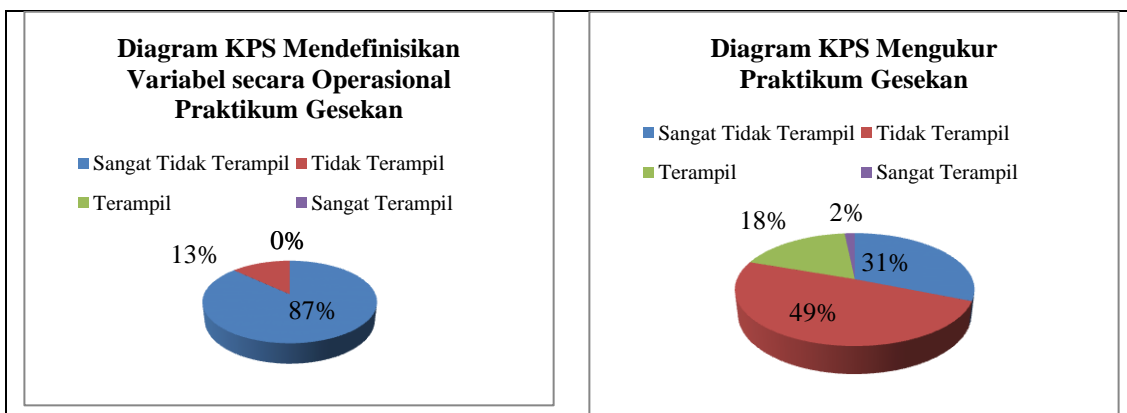 Diagram KPS Mendefinisikan
Variabel secara Operasional
Praktikum Gesekan
Sangat Tidak Terampil Tidak Terampil
Terampil Sangat Terampil
13% 0%
87%
Diagram KPS Mengukur
Praktikum Gesekan
Sangat Tidak Terampil Tidak Terampil
Terampil Sangat Terampil
18% 2%
31%
49%